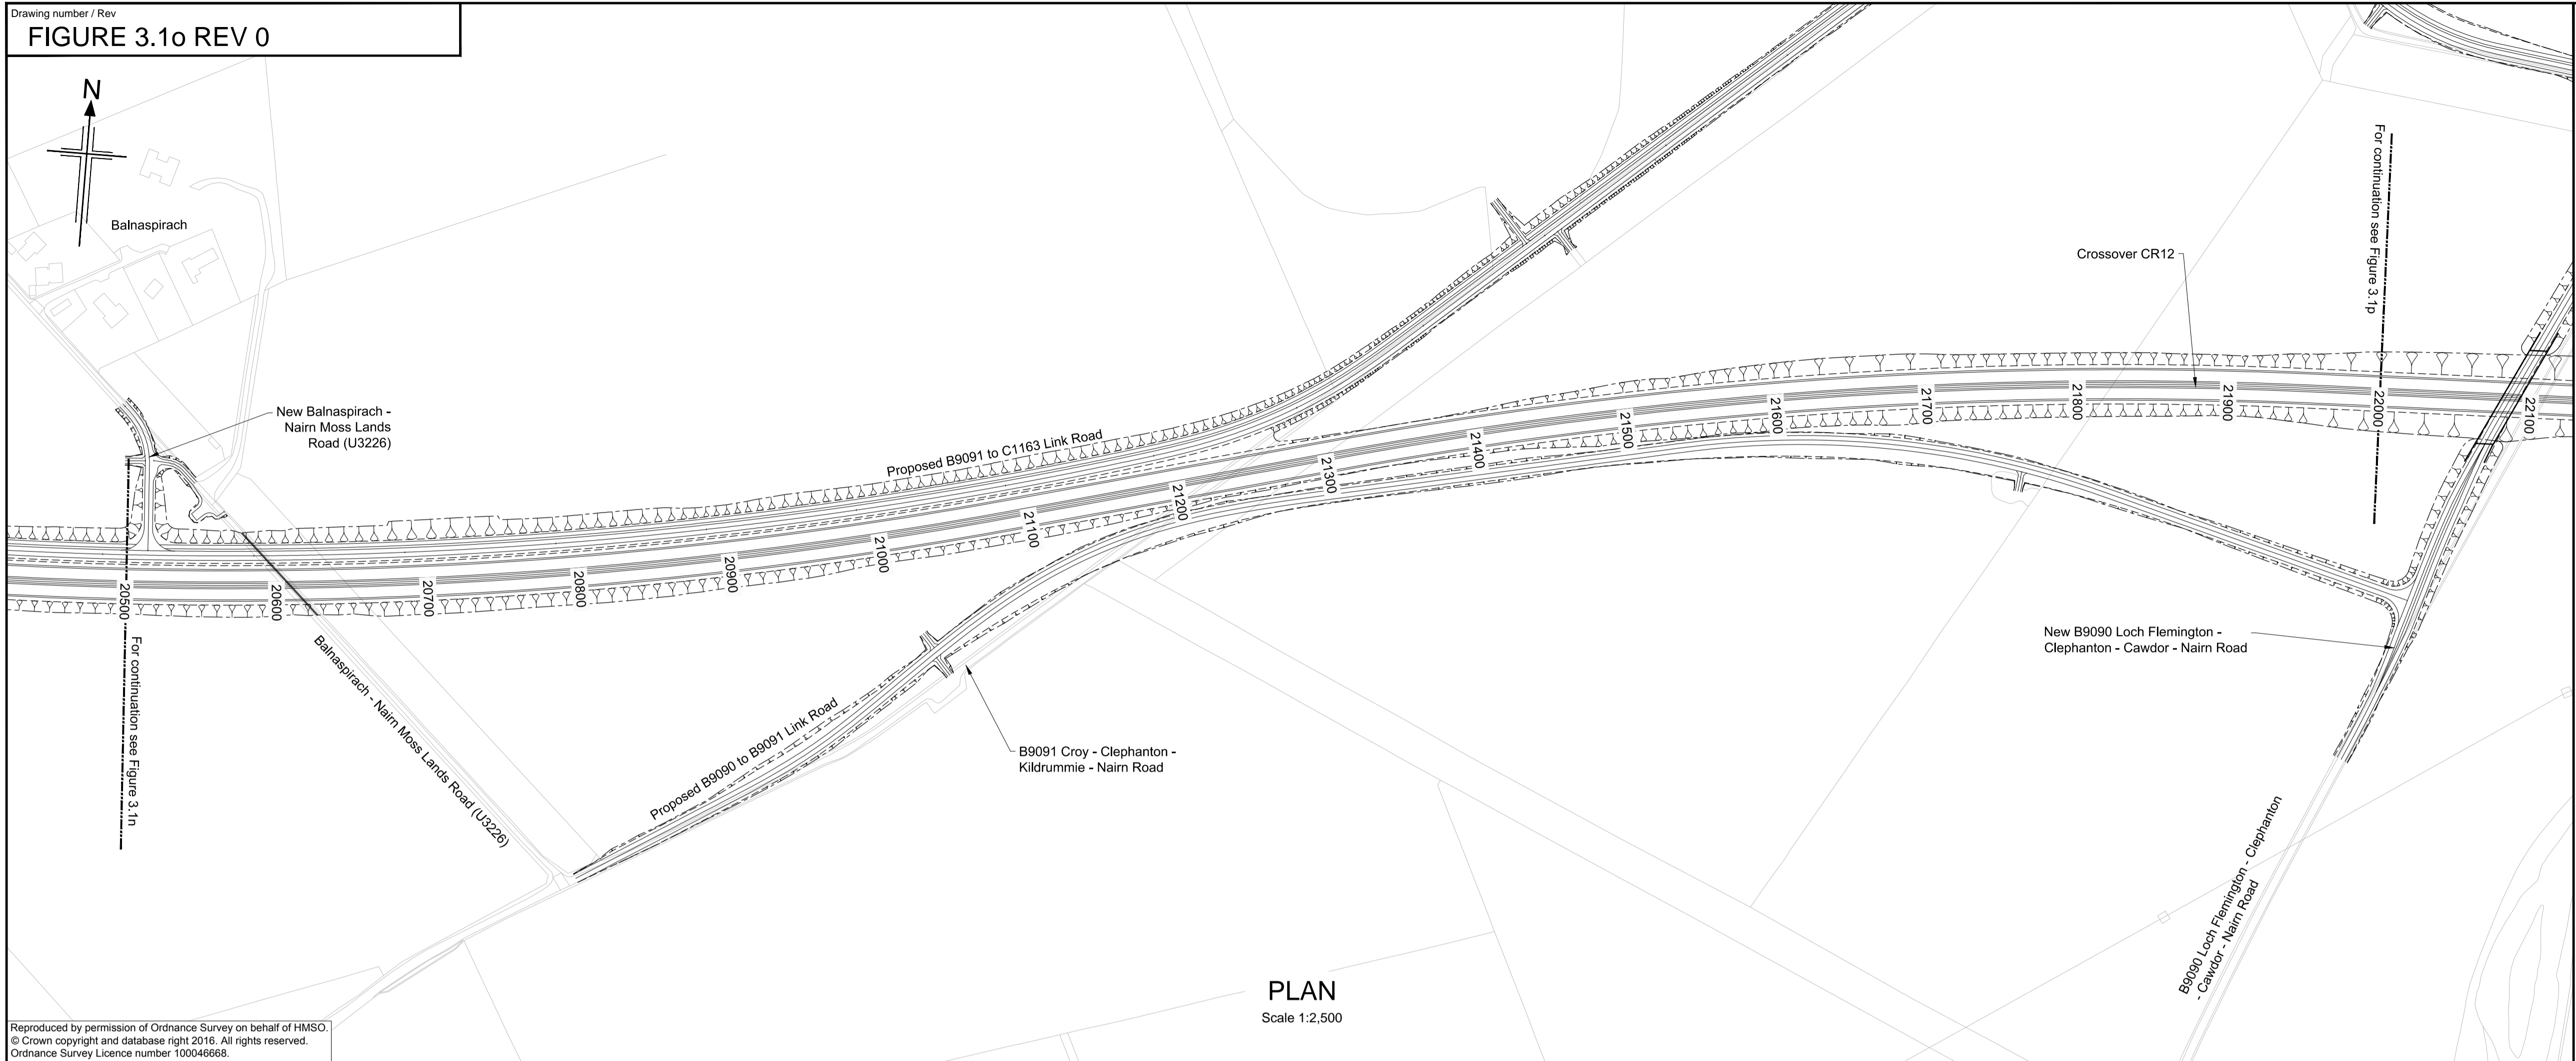 Drawing number / Rev
FIGURE 3.1o REV 0
N
Balnaspirach
New Balnaspirach -
Nairn Moss Lands
Road (U3226)
Proposed B9091 to C1163 Link Road
Crossover CR12
For continuation see Figure 3.1p
20500
20600
20700
20800
20900
21000
21100
21200
21300
21400
21500
21600
21700
21800
21900
22000
22100
For continuation see Figure 3.1n
Balnaspirach - Nairn Moss Lands Road (U3226)
Proposed B9090 to B9091 Link Road
B9091 Croy - Clephanton -
Kildrummie - Nairn Road
New B9090 Loch Flemington -
Clephanton - Cawdor - Nairn Road
B9090 Loch Flemington - Clephanton
- Cawdor - Nairn Road
PLAN
Scale 1:2,500
Reproduced by permission of Ordnance Survey on behalf of HMSO.
© Crown copyright and database right 2016. All rights reserved.
Ordnance Survey Licence number 100046668.